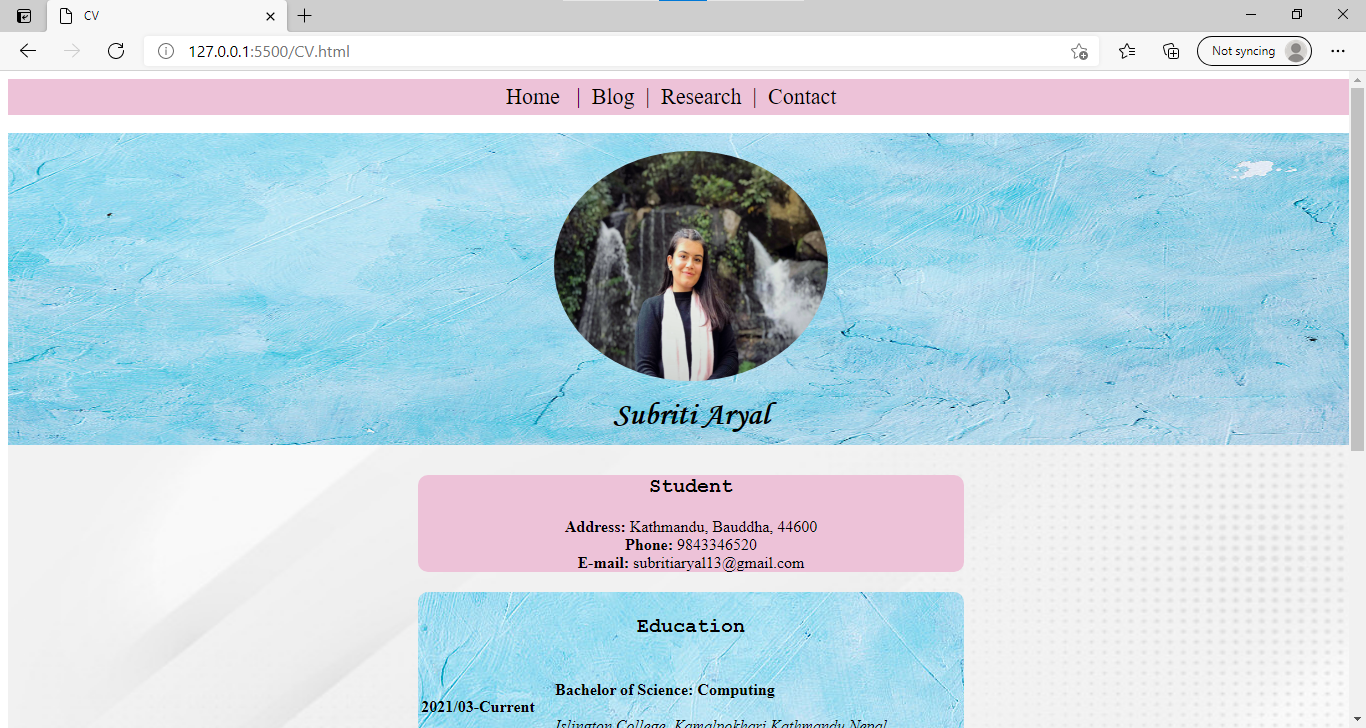 CV
127.0.0.1:5500/CV.html
Not syncing
Home | Blog | Research | Contact
Subriti Aryal
Student
Address: Kathmandu, Bauddha, 44600
Phone: 9843346520
E-mail: subritiaryal13@gmail.com
Education
Bachelor of Science: Computing
2021/03-Current
Islington College, Kamalpokhari,Kathmandu,Nepal